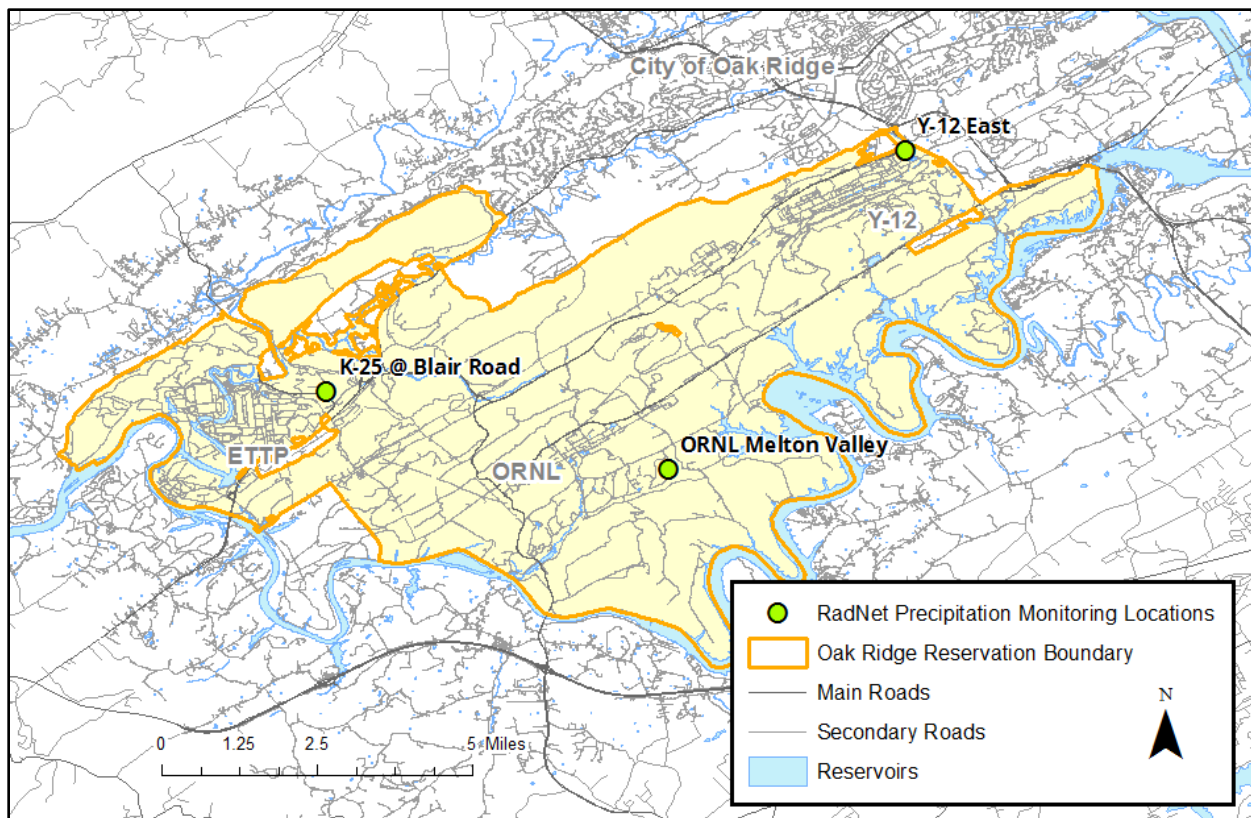 City of Oak Ridge
Y-12 East
Y-12
K-25 @ Blair Road
ORNL Melton Valley
ETTP
ORNL
RadNet Precipitation Monitoring Locations
Oak Ridge Reservation Boundary
Main Roads
Secondary Roads
Reservoirs
N
0 1.25 2.5 5 Miles